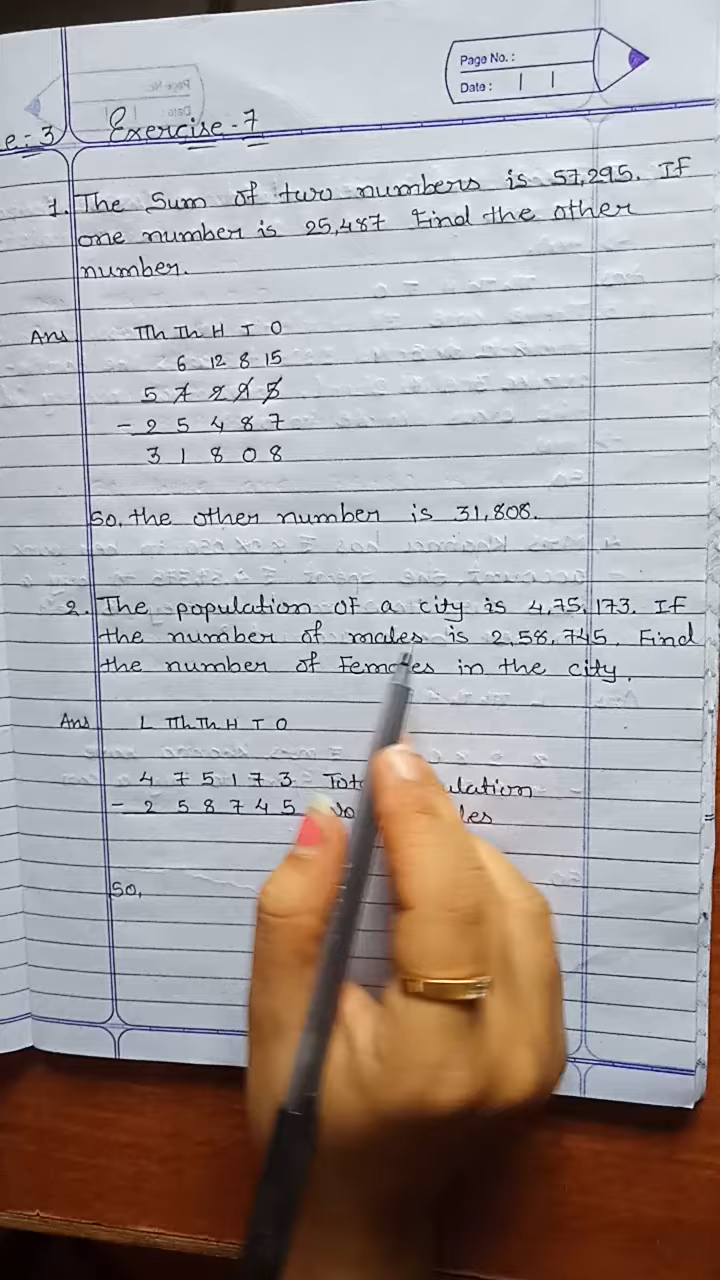 Page No. :
Date :
e-3 Exercise-7
1. The Sum of two numbers is 57,295. If
one number is 25,487 Find the other
number.
Ans TTh Th H T O
6 12 8 15
5 7 2 9 5
- 2 5 4 8 7
3 1 8 0 8
So, the other number is 31,808.
2. The population of a city is 4,75,173. If
the number of males is 2,58,745. Find
the number of Females in the city.
Ans L TTh Th H T O
4 7 5 1 7 3
- 2 5 8 7 4 5
So,